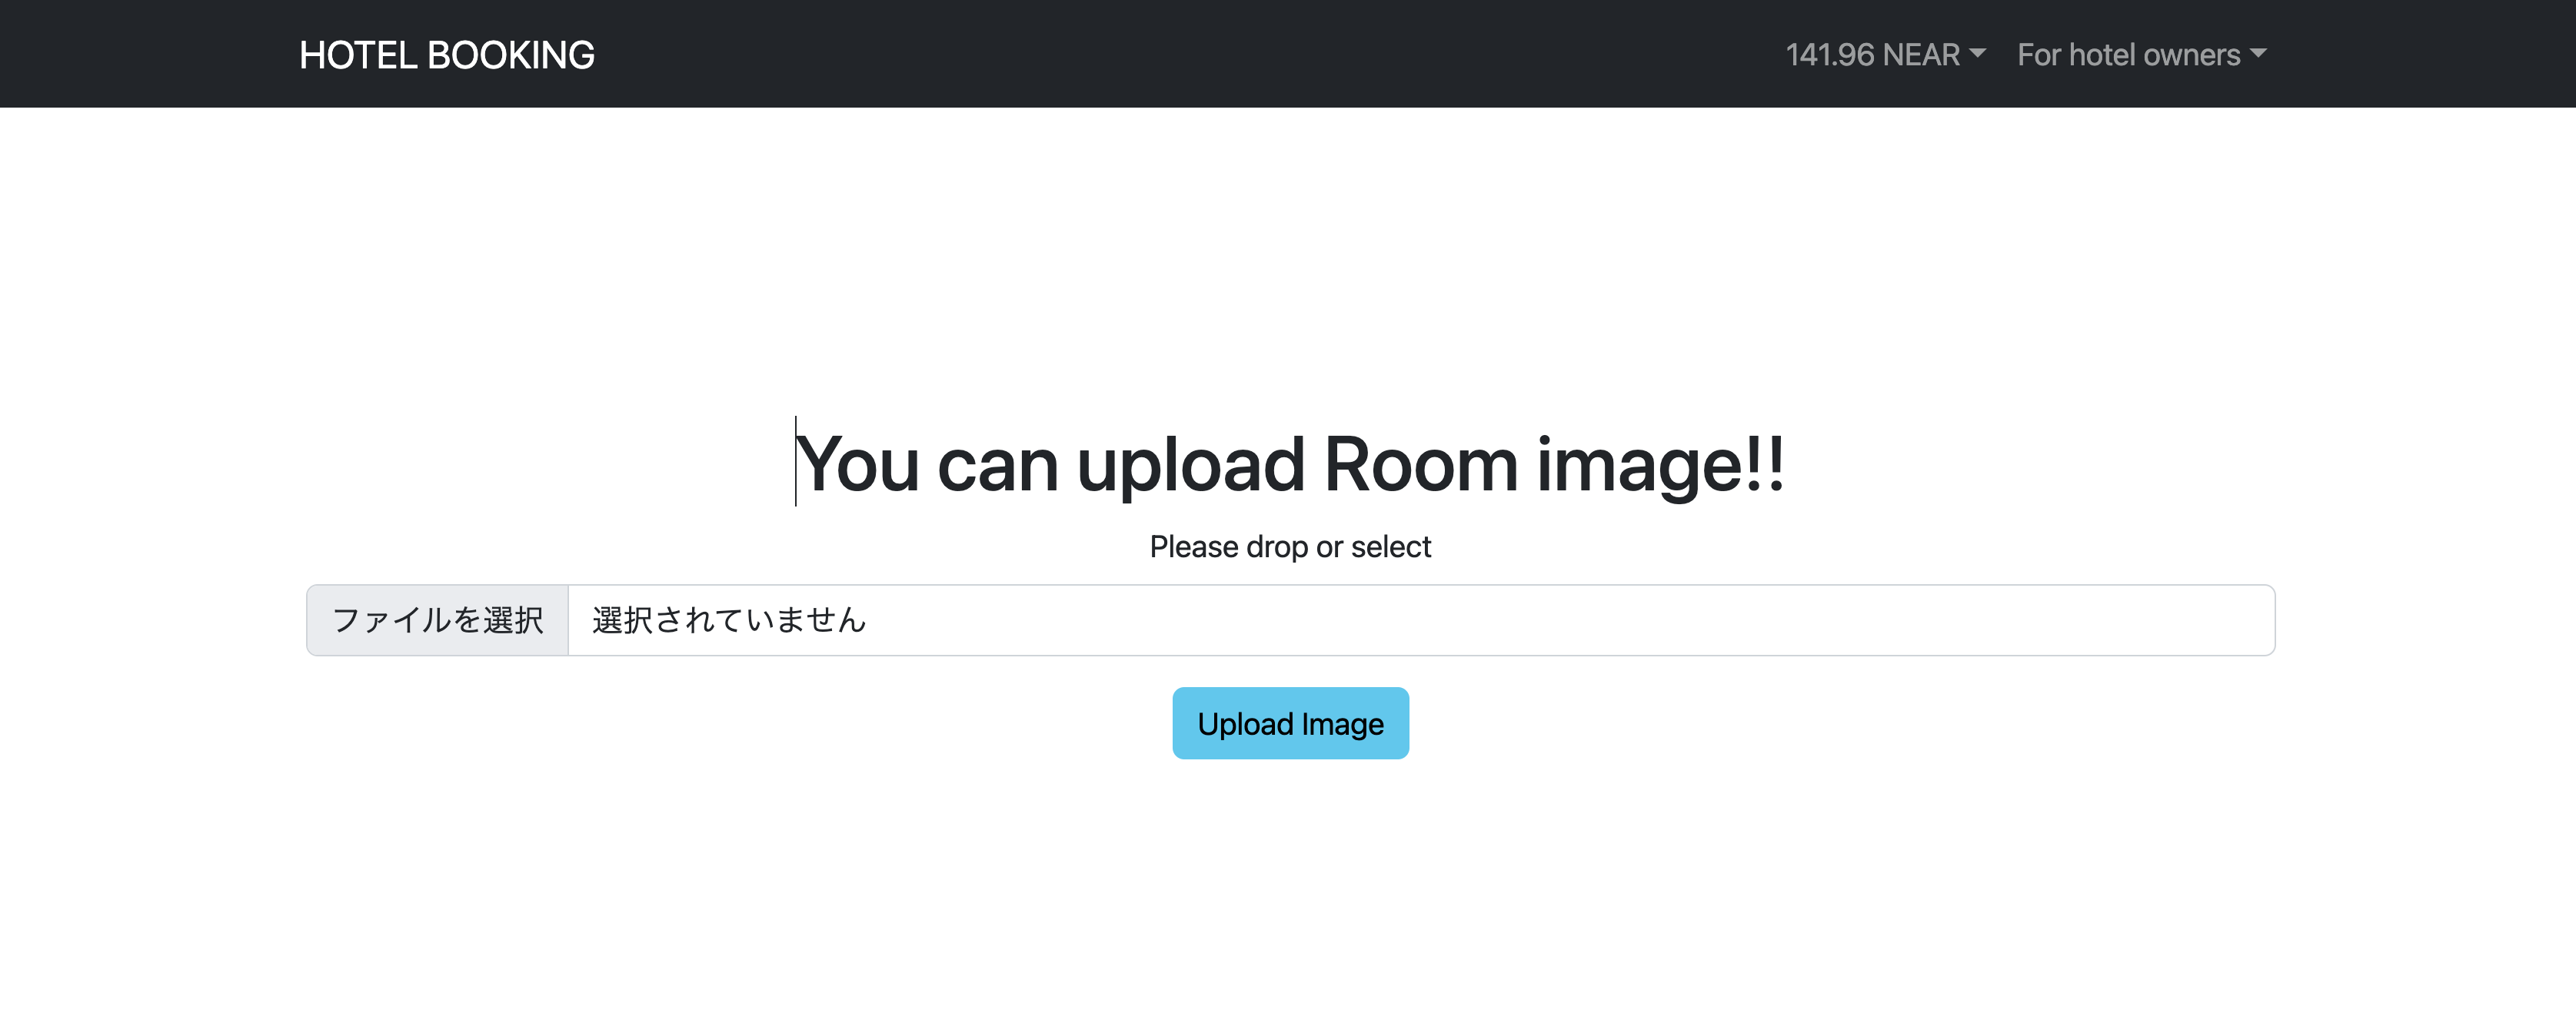 HOTEL BOOKING
141.96 NEAR
For hotel owners
You can upload Room image!!
Please drop or select
ファイルを選択
選択されていません
Upload Image